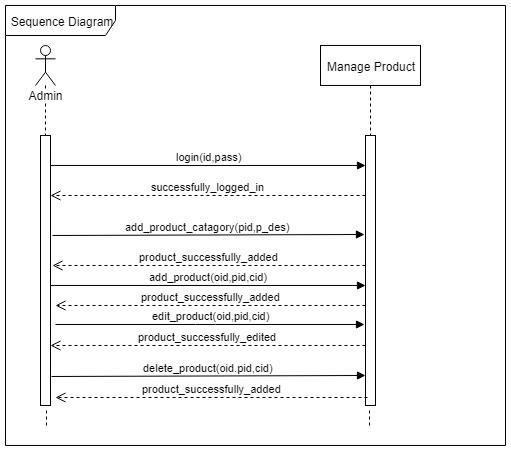 Sequence Diagram
Admin
Manage Product
login(id,pass)
successfully_logged_in
add_product_catagory(pid,p_des)
product_successfully_added
add_product(oid,pid,cid)
product_successfully_added
edit_product(oid,pid,cid)
product_successfully_edited
delete_product(oid.pid,cid)
product_successfully_added